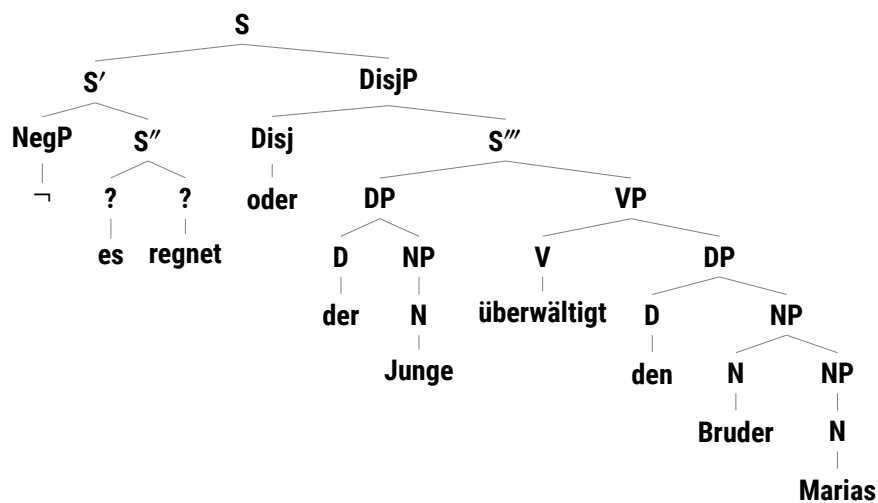 S
S′ DisjP
NegP S″ Disj S‴
¬ ? ? oder DP VP
es regnet D NP V DP
der N überwältigt D NP
Junge den N NP
Bruder N
Marias